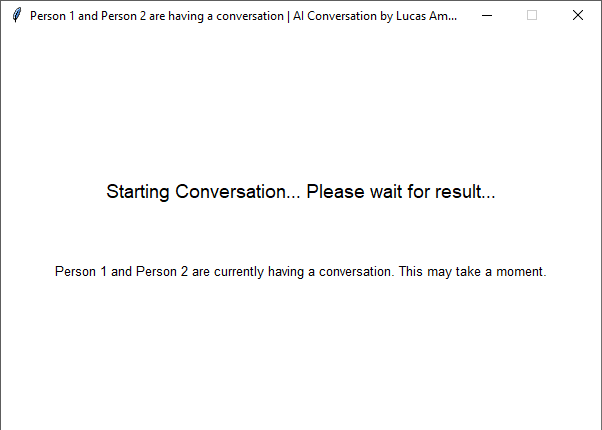 Person 1 and Person 2 are having a conversation | AI Conversation by Lucas Am...
Starting Conversation... Please wait for result...
Person 1 and Person 2 are currently having a conversation. This may take a moment.